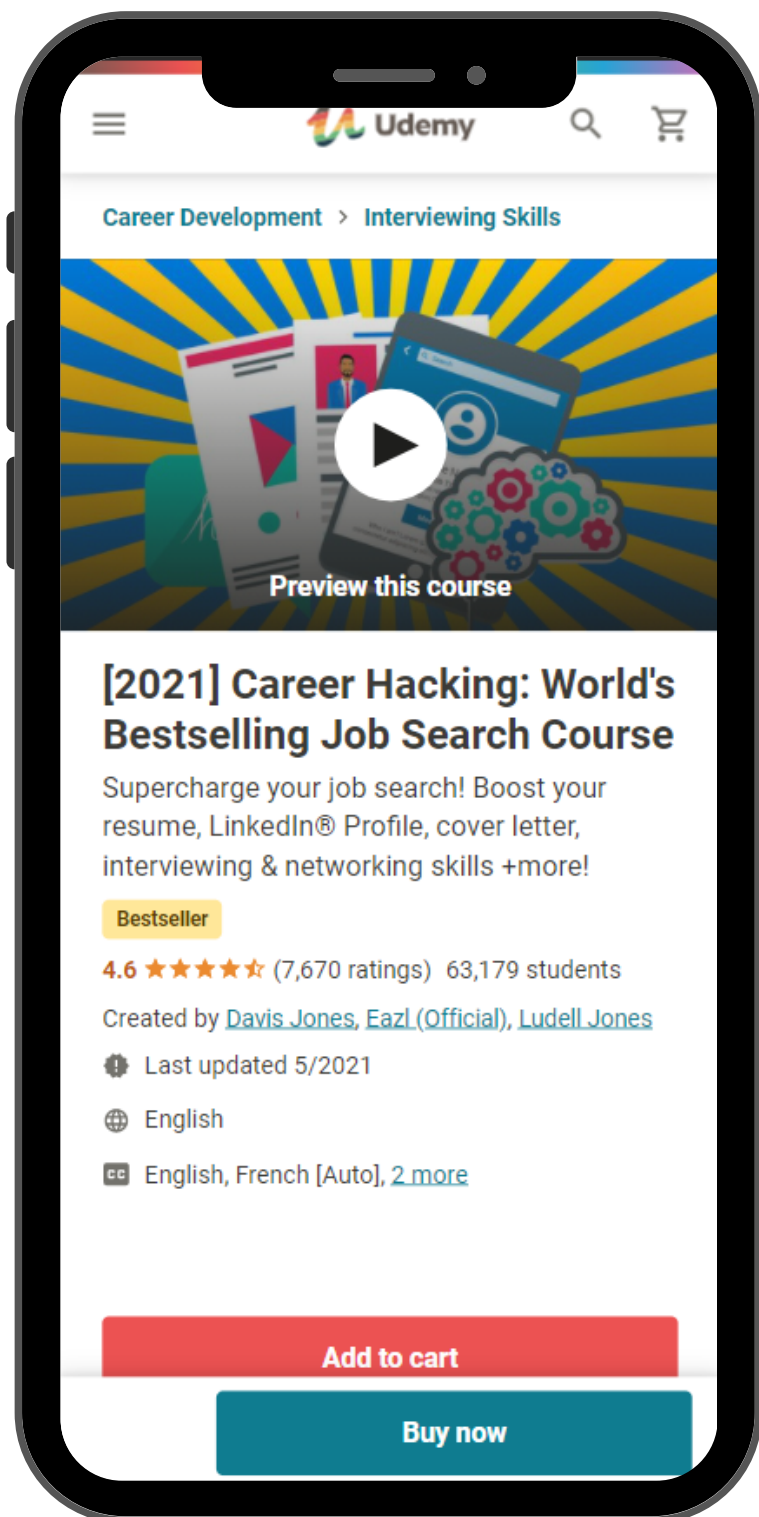 Udemy
Career Development > Interviewing Skills
Search
Preview this course
[2021] Career Hacking: World's
Bestselling Job Search Course
Supercharge your job search! Boost your
resume, LinkedIn® Profile, cover letter,
interviewing & networking skills +more!
Bestseller
4.6 (7,670 ratings) 63,179 students
Created by Davis Jones, Eazl (Official), Ludell Jones
Last updated 5/2021
English
CC English, French [Auto], 2 more
Add to cart
Buy now